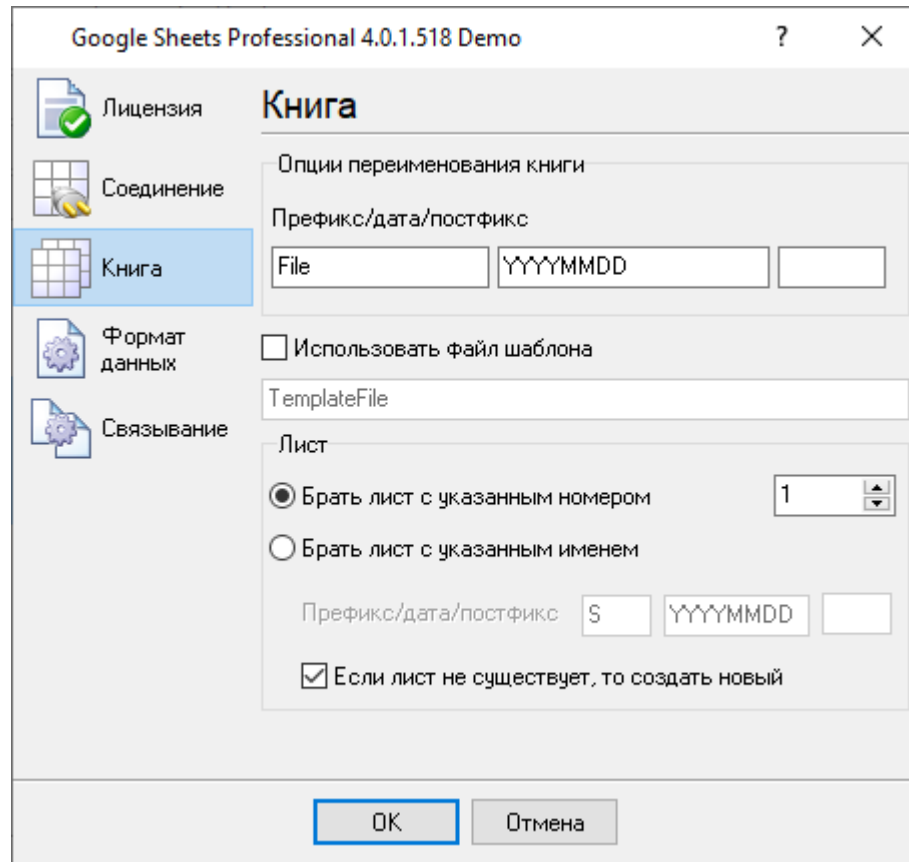 Google Sheets Professional 4.0.1.518 Demo
?
Лицензия
Соединение
Книга
Формат
данных
Связывание
Книга
Опции переименования книги
Префикс/дата/постфикс
File
YYYYMMDD
Использовать файл шаблона
TemplateFile
Лист
Брать лист с указанным номером
1
Брать лист с указанным именем
Префикс/дата/постфикс
S
YYYYMMDD
Если лист не существует, то создать новый
OK
Отмена